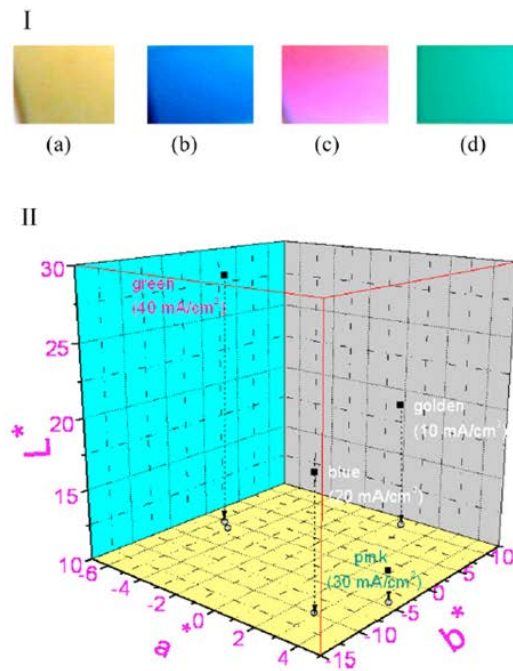 I
(a) (b) (c) (d)
II
30
green
(40 mA/cm²)
25
golden
(10 mA/cm²)
20
L*
blue
(20 mA/cm²)
15
pink
(30 mA/cm²)
10
-6 -4 -2 0 2 4
a*
-15 -10 -5 0 5 10
b*